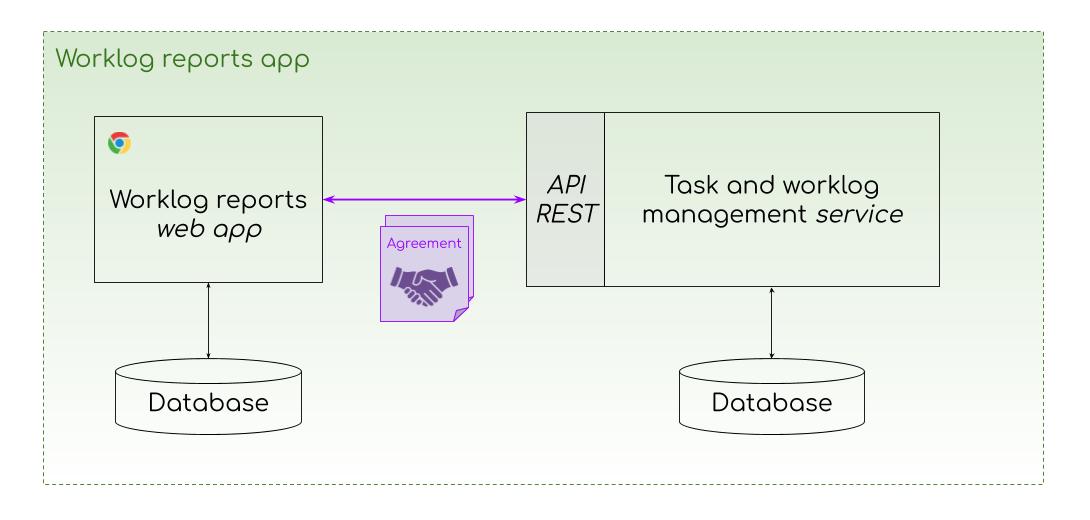 Worklog reports app
Worklog reports
web app
API
REST
Task and worklog
management service
Agreement
Database
Database